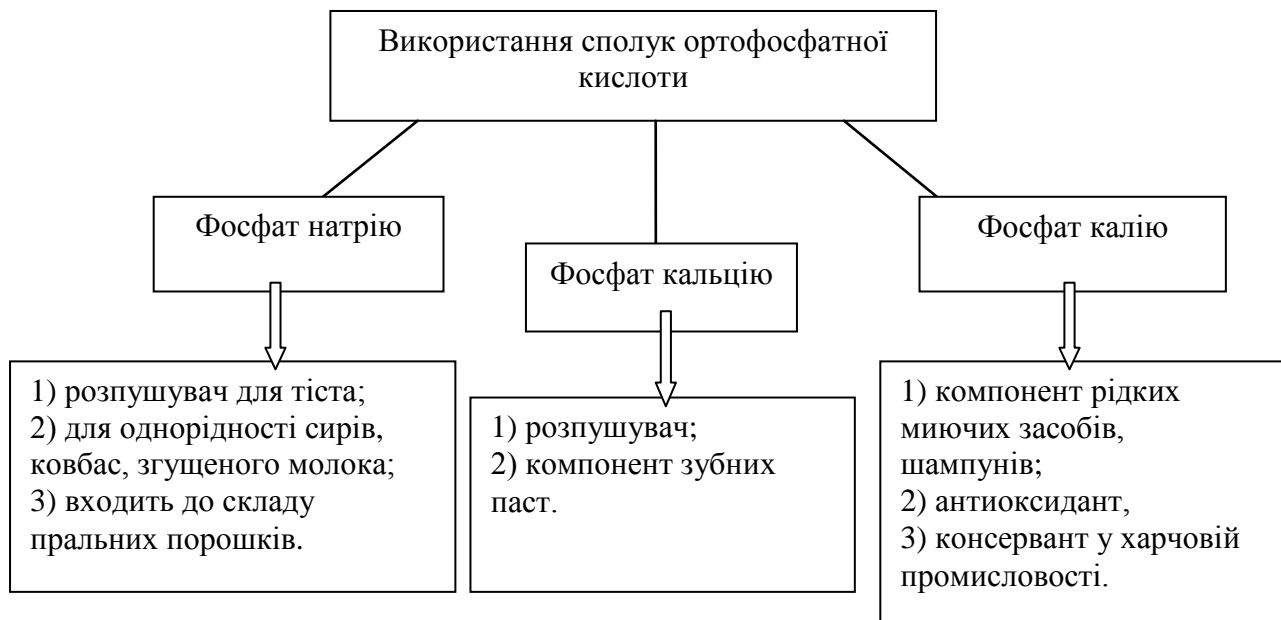 Використання сполук ортофосфатної
кислоти
Фосфат натрію
Фосфат кальцію
Фосфат калію
1) розпушувач для тіста;
2) для однорідності сирів,
ковбас, згущеного молока;
3) входить до складу
пральних порошків.
1) розпушувач;
2) компонент зубних
паст.
1) компонент рідких
миючих засобів,
шампунів;
2) антиоксидант,
3) консервант у харчовій
промисловості.